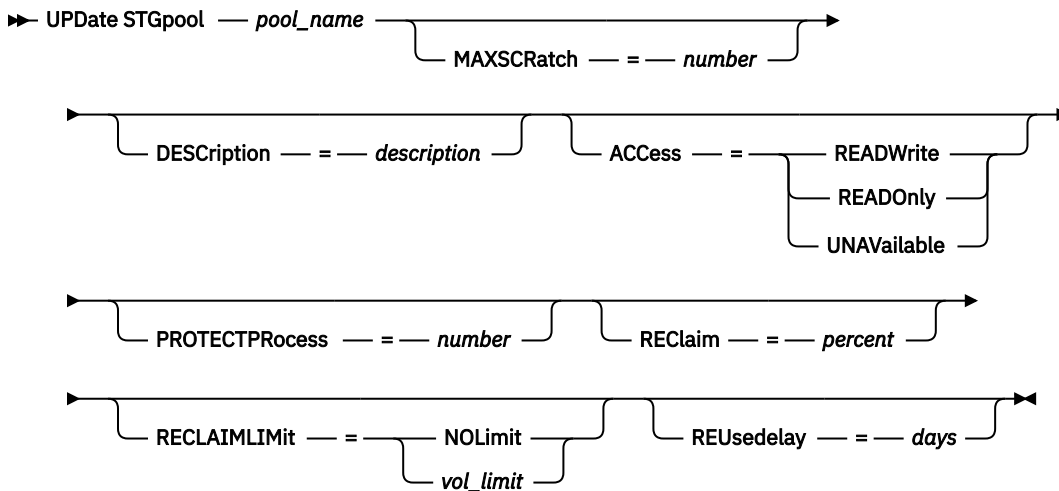 UPDate STGpool — pool_name
MAXSCRatch — = — number
DESCription — = — description
ACCess — = READWrite
READOnly
UNAVailable
PROTECTPRocess — = — number
REClaim — = — percent
RECLAIMLIMit — = NOLimit
vol_limit
REUsedelay — = — days